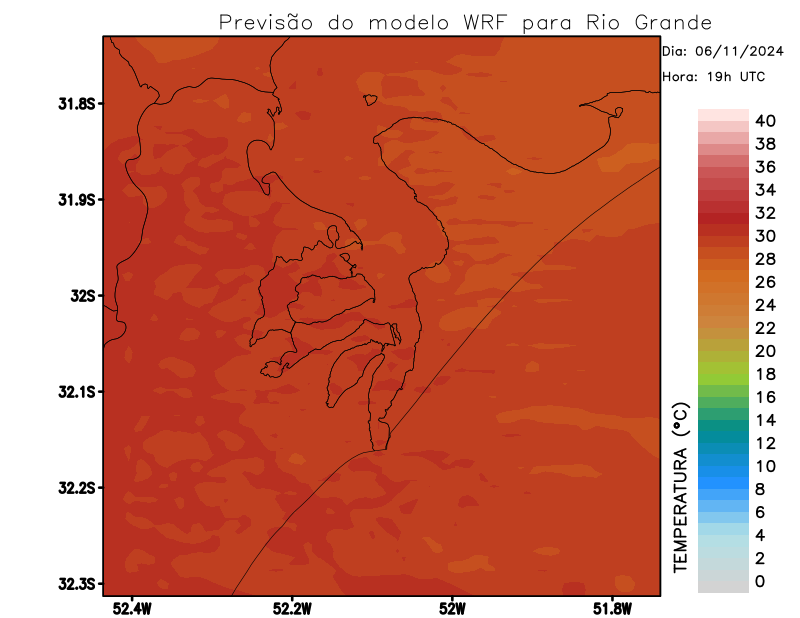 Previsão do modelo WRF para Rio Grande
Dia: 06/11/2024
Hora: 19h UTC
31.8S
31.9S
32S
32.1S
32.2S
32.3S
52.4W
52.2W
52W
51.8W
TEMPERATURA (°C)
40
38
36
34
32
30
28
26
24
22
20
18
16
14
12
10
8
6
4
2
0